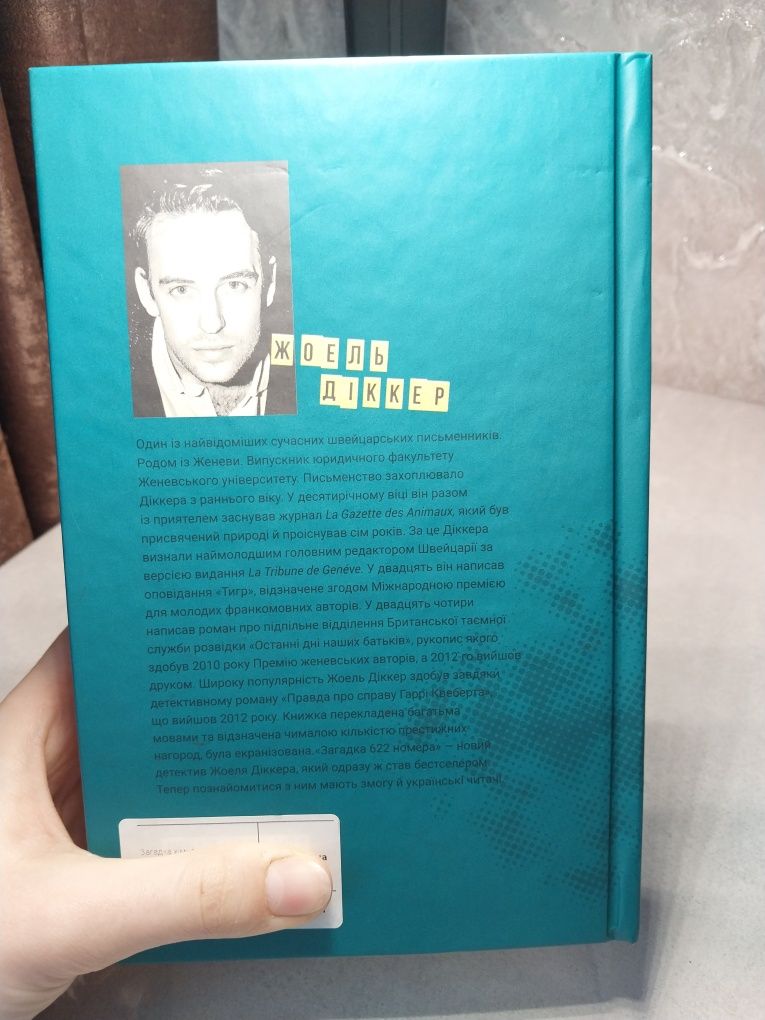 ЖОЕЛЬ
ДІККЕР
Один із найвідоміших сучасних швейцарських письменників.
Родом із Женеви. Випускник юридичного факультету
Женевського університету. Письменство захоплювало
Діккера з раннього віку. У десятирічному віці він разом
із приятелем заснував журнал La Gazette des Animaux, який був
присвячений природі й проіснував сім років. За це Діккера
визнали наймолодшим головним редактором Швейцарії за
версією видання La Tribune de Genève. У двадцять він написав
оповідання «Тигр», відзначене згодом Міжнародною премією
для молодих франкомовних авторів. У двадцять чотири
написав роман про підпільне відділення Британської таємної
служби розвідки «Останні дні наших батьків», рукопис якого
здобув 2010 року Премію женевських авторів, а 2012-го вийшов
друком. Широку популярність Жоель Діккер здобув завдяки
детективному роману «Правда про справу Гаррі Квеберта»,
що вийшов 2012 року. Книжка перекладена багатьма
мовами та відзначена чималою кількістю престижних
нагород, була екранізована.«Загадка 622 номера» — новий
детектив Жоеля Діккера, який одразу ж став бестселером.
Тепер познайомитися з ним мають змогу й українські читачі.
Загадка